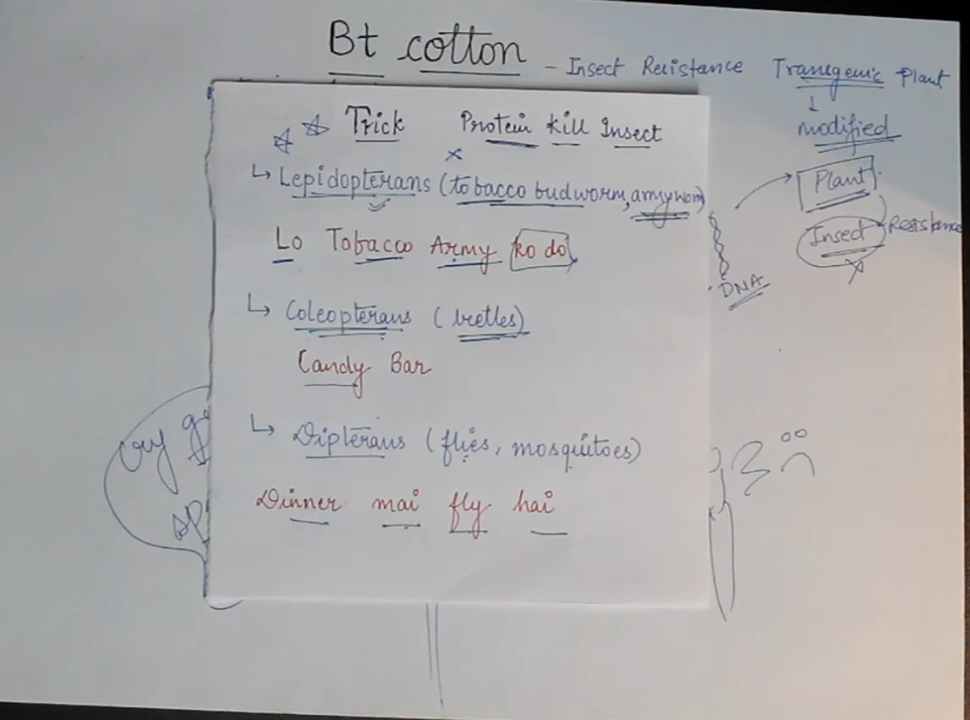 Bt cotton - Insect Resistance Transgenic Plant
↓
modified
Plant
Insect Resistance
DNA
Trick Protein Kill Insect
↳ Lepidopterans (tobacco budworm, armyworm)
Lo Tobacco Army ko do
↳ Coleopterans (beetles)
Candy Bar
↳ Dipterans (flies, mosquitoes)
Dinner mai fly hai
cry